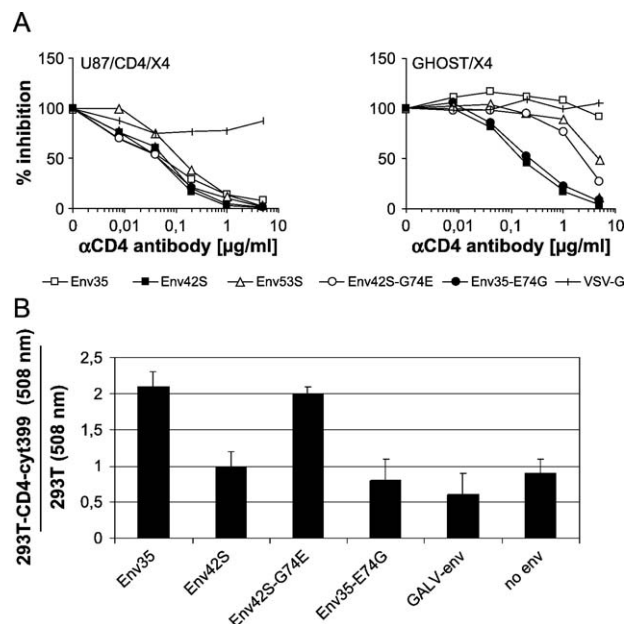 A
U87/CD4/X4
GHOST/X4
% inhibition
150
100
50
0
0 0,01 0,1 1 10
αCD4 antibody [µg/ml]
150
100
50
0
0 0,01 0,1 1 10
αCD4 antibody [µg/ml]
Env35 Env42S Env53S Env42S-G74E Env35-E74G VSV-G
B
293T-CD4-cyt399 (508 nm)
293T (508 nm)
2,5
2
1,5
1
0,5
0
Env35
Env42S
Env42S-G74E
Env35-E74G
GALV-env
no env